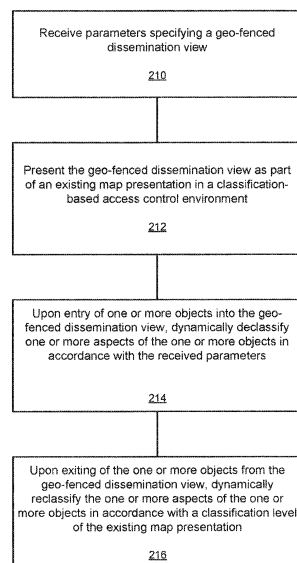 Receive parameters specifying a geo-fenced
dissemination view
210
Present the geo-fenced dissemination view as part
of an existing map presentation in a classification-
based access control environment
212
Upon entry of one or more objects into the geo-
fenced dissemination view, dynamically declassify
one or more aspects of the one or more objects in
accordance with the received parameters
214
Upon exiting of the one or more objects from the
geo-fenced dissemination view, dynamically
reclassify the one or more aspects of the one or
more objects in accordance with a classification level
of the existing map presentation
216